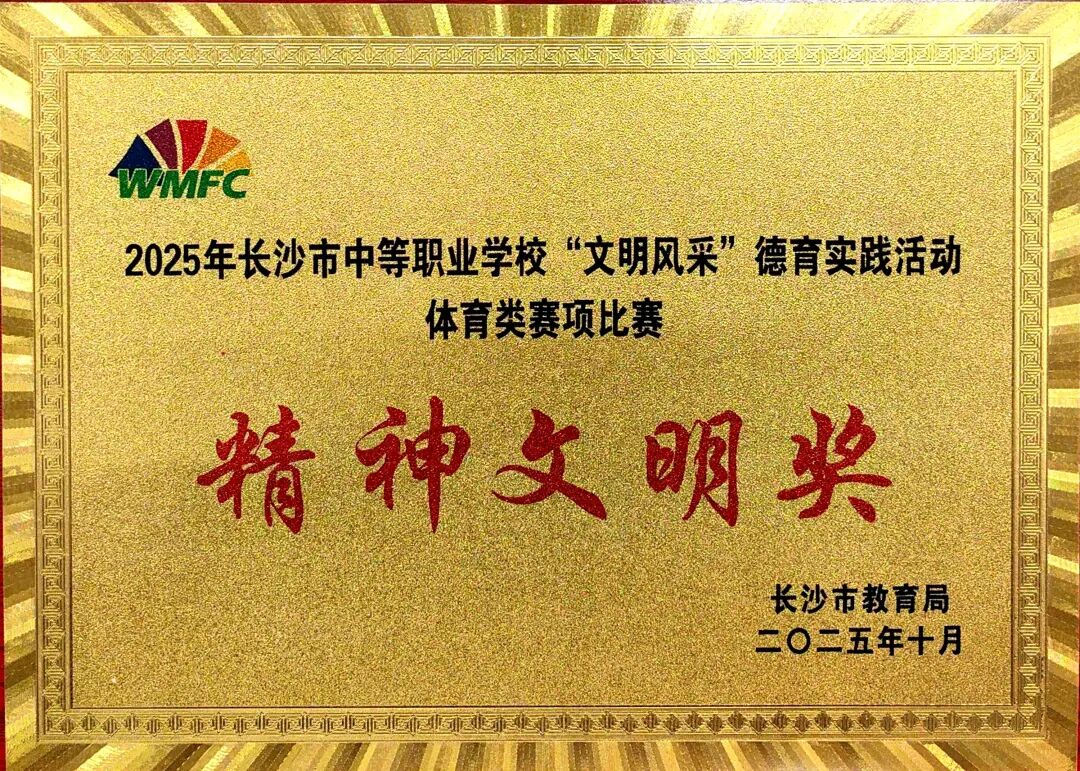 WMFC
2025年长沙市中等职业学校“文明风采”德育实践活动
体育类赛项比赛
精神文明奖
长沙市教育局
二〇二五年十月